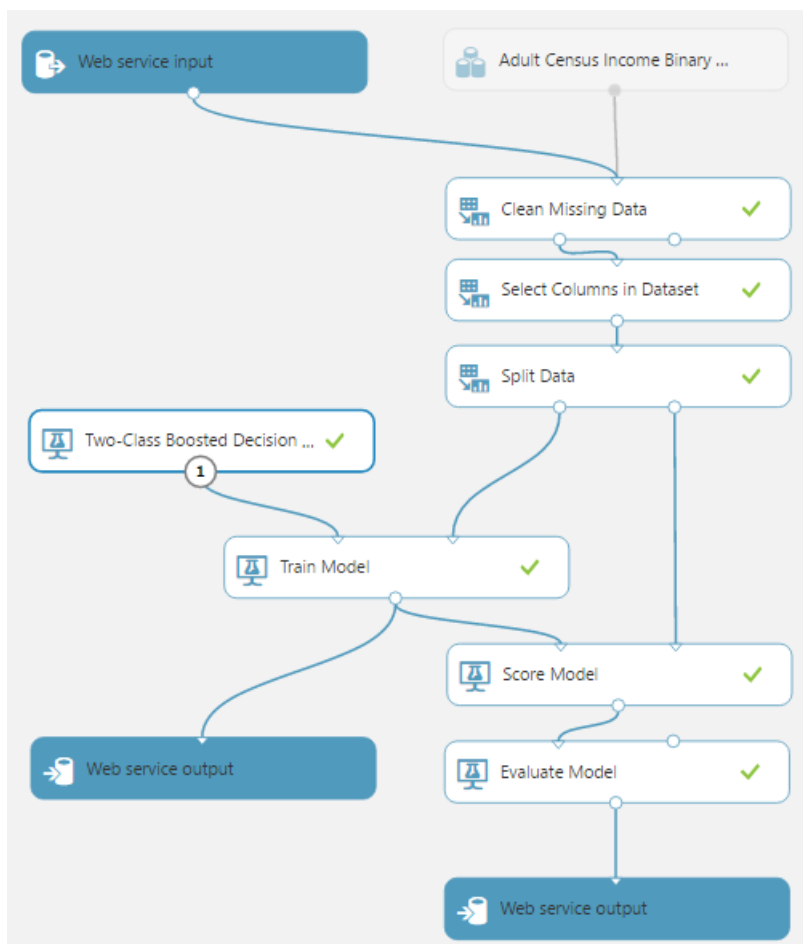 Web service input
Adult Census Income Binary ...
Clean Missing Data
Select Columns in Dataset
Split Data
Two-Class Boosted Decision ...
1
Train Model
Score Model
Web service output
Evaluate Model
Web service output